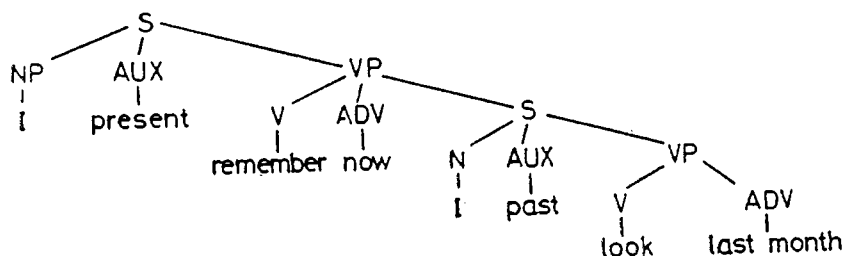 S
NP AUX VP
I present V ADV S
remember now N AUX VP
I past V ADV
look last month